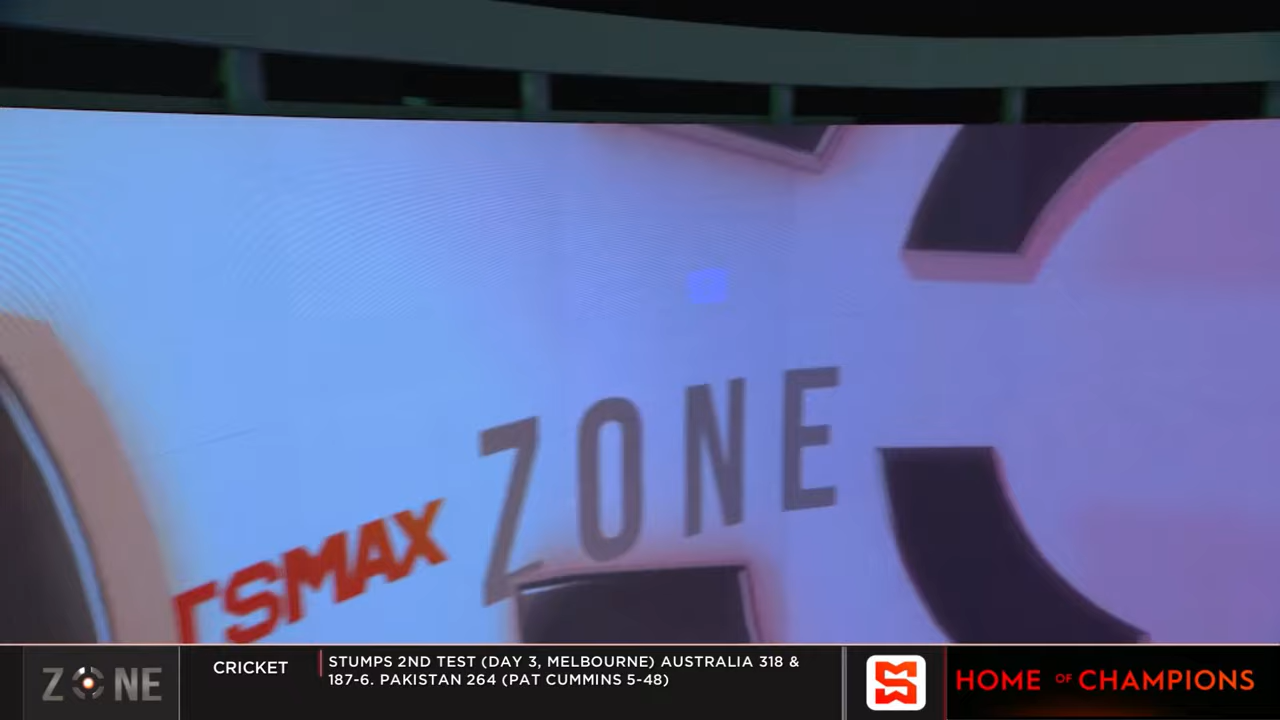 ZONE
TSMAX
ZONE
CRICKET
STUMPS 2ND TEST (DAY 3, MELBOURNE) AUSTRALIA 318 &
187-6. PAKISTAN 264 (PAT CUMMINS 5-48)
HOME OF CHAMPIONS